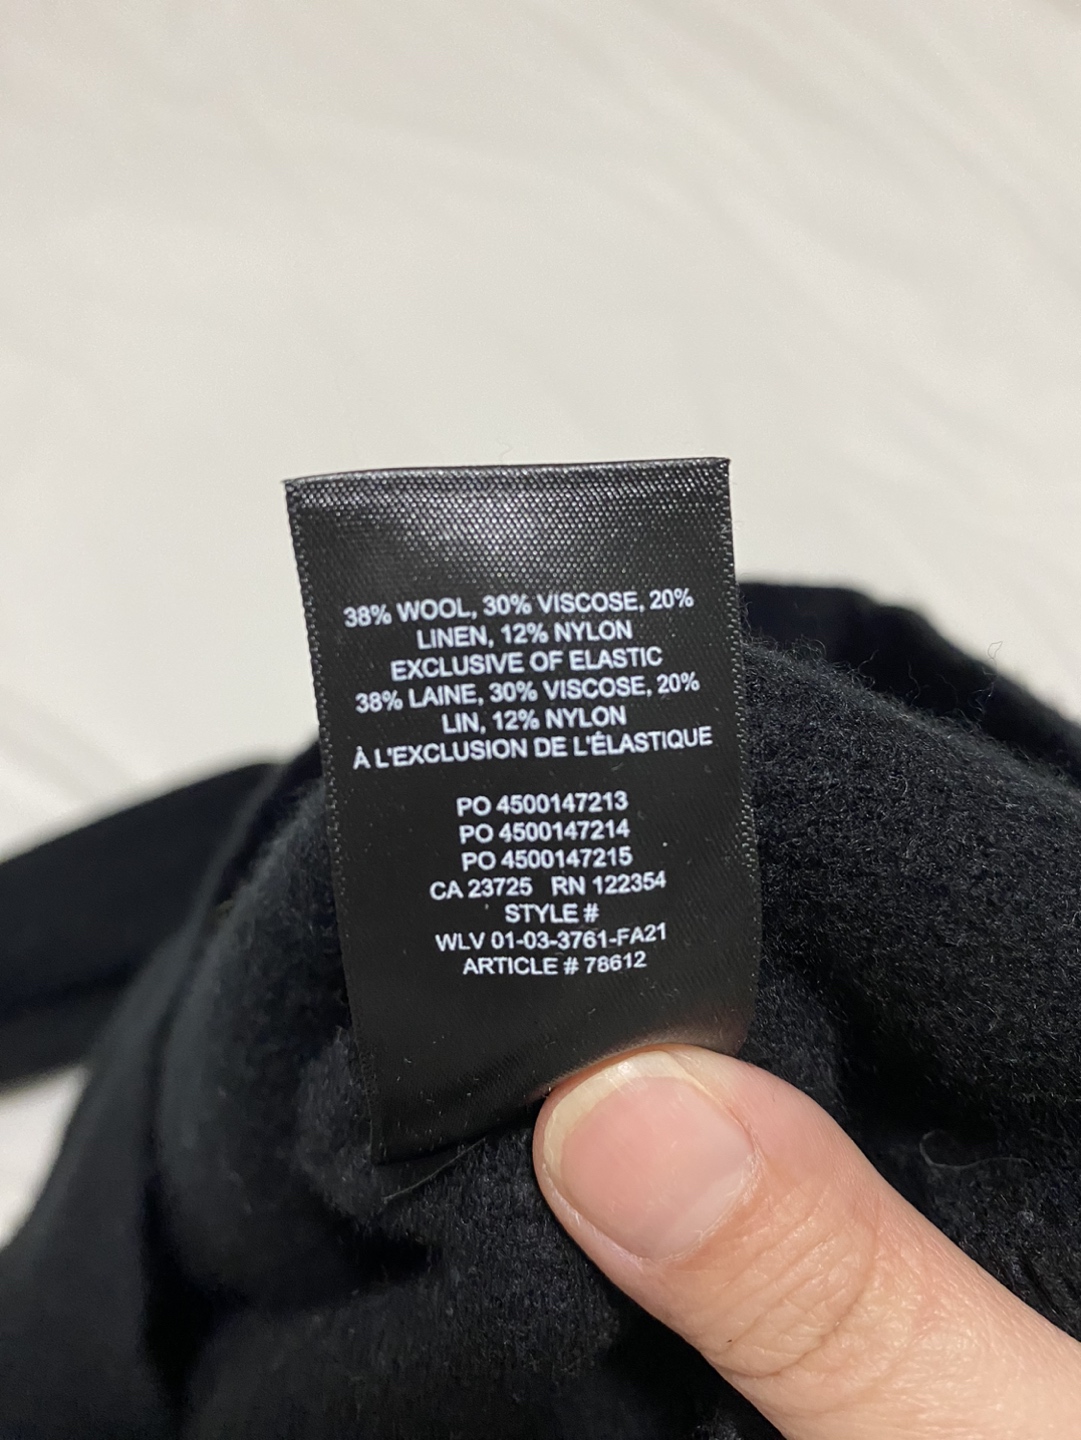 38% WOOL, 30% VISCOSE, 20%
LINEN, 12% NYLON
EXCLUSIVE OF ELASTIC
38% LAINE, 30% VISCOSE, 20%
LIN, 12% NYLON
À L'EXCLUSION DE L'ÉLASTIQUE
PO 4500147213
PO 4500147214
PO 4500147215
CA 23725 RN 122354
STYLE #
WLV 01-03-3761-FA21
ARTICLE # 78612